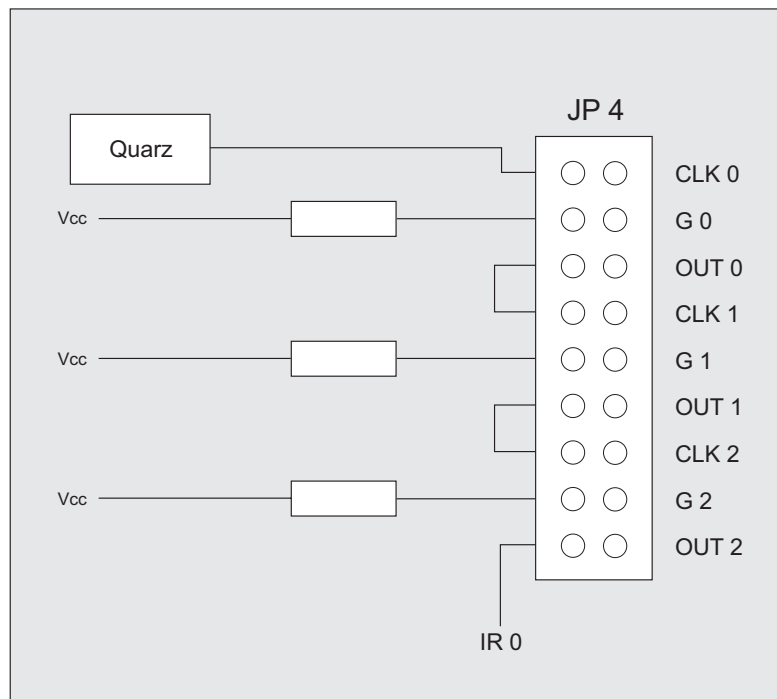 JP 4
Quarz
CLK 0
Vcc
G 0
OUT 0
CLK 1
Vcc
G 1
OUT 1
CLK 2
Vcc
G 2
OUT 2
IR 0